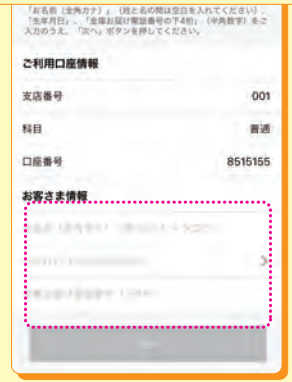 「お名前（全角カナ）」（姓と名の間は空白を入れてください）、
「生年月日」、「金庫お届け電話番号の下4桁」（半角数字）をご
入力のうえ、「次へ」ボタンを押してください。
ご利用口座情報
支店番号 001
科目 普通
口座番号 8515155
お客さま情報